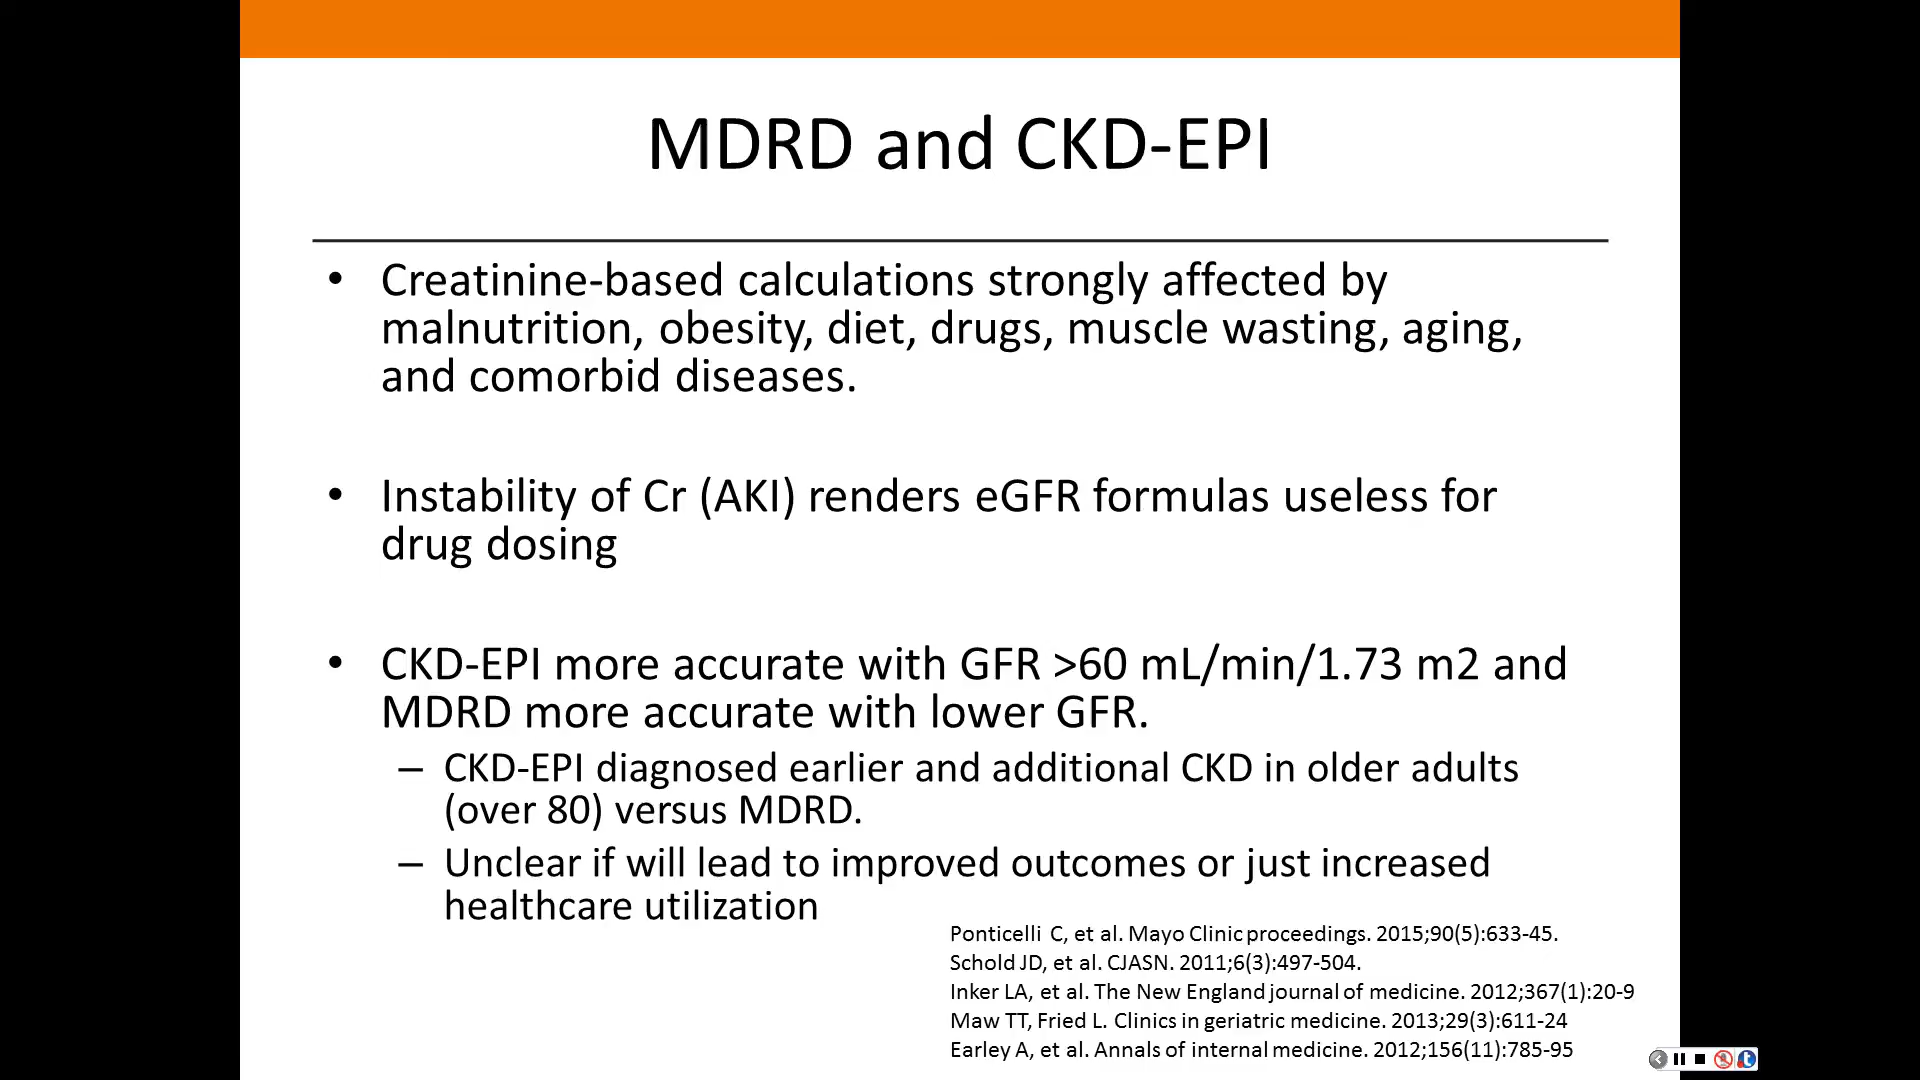 MDRD and CKD-EPI
• Creatinine-based calculations strongly affected by
malnutrition, obesity, diet, drugs, muscle wasting, aging,
and comorbid diseases.
• Instability of Cr (AKI) renders eGFR formulas useless for
drug dosing
• CKD-EPI more accurate with GFR >60 mL/min/1.73 m2 and
MDRD more accurate with lower GFR.
– CKD-EPI diagnosed earlier and additional CKD in older adults
(over 80) versus MDRD.
– Unclear if will lead to improved outcomes or just increased
healthcare utilization
Ponticelli C, et al. Mayo Clinic proceedings. 2015;90(5):633-45.
Schold JD, et al. CJASN. 2011;6(3):497-504.
Inker LA, et al. The New England journal of medicine. 2012;367(1):20-9
Maw TT, Fried L. Clinics in geriatric medicine. 2013;29(3):611-24
Earley A, et al. Annals of internal medicine. 2012;156(11):785-95